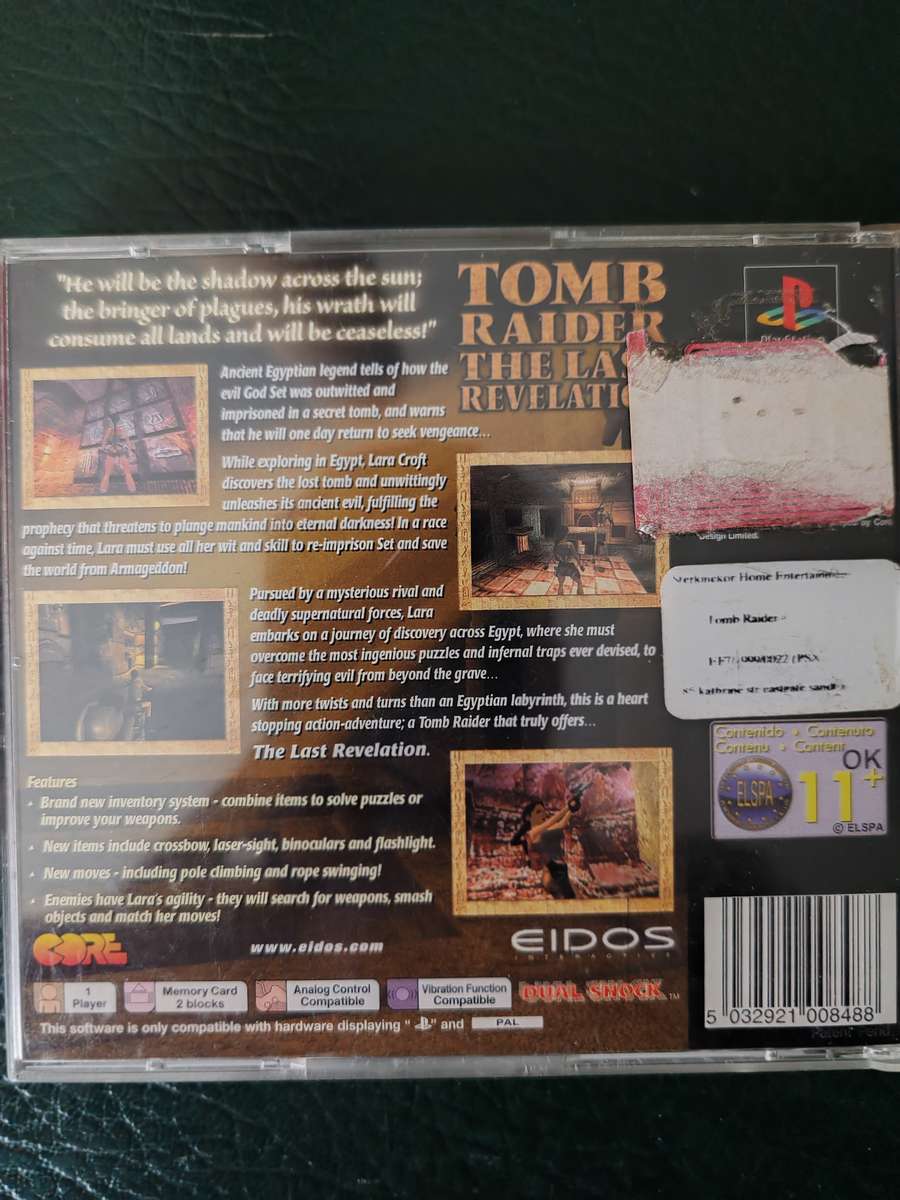 "He will be the shadow across the sun;
the bringer of plagues, his wrath will
consume all lands and will be ceaseless!"
TOMB
RAIDER
THE
REVELATIO
Ancient Egyptian legend tells of how the
evil God Set was outwitted and
imprisoned in a secret tomb, and warns
that he will one day return to seek vengeance...
While exploring in Egypt, Lara Croft
discovers the lost tomb and unwittingly
unleashes its ancient evil, fulfilling the
prophecy that threatens to plunge mankind into eternal darkness! In a race
against time, Lara must use all her wit and skill to re-imprison Set and save
the world from Armageddon!
Pursued by a mysterious rival and
deadly supernatural forces, Lara
embarks on a journey of discovery across Egypt, where she must
overcome the most ingenious puzzles and infernal traps ever devised, to
face terrifying evil from beyond the grave...
With more twists and turns than an Egyptian labyrinth, this is a heart
stopping action-adventure; a Tomb Raider that truly offers...
The Last Revelation.
Features
• Brand new inventory system - combine items to solve puzzles or
improve your weapons.
• New items include crossbow, laser-sight, binoculars and flashlight.
• New moves - including pole climbing and rope swinging!
• Enemies have Lara's agility - they will search for weapons, smash
objects and match her moves!
CORE
www.eidos.com
EIDOS
INTERACTIVE
1
Player
Memory Card
2 blocks
Analog Control
Compatible
Vibration Function
Compatible
DUAL SHOCK™
This software is only compatible with hardware displaying " " and PAL
by Core
Design Limited.
Home
Tomb Raider
Contenido • Contenuto
Contenu • Content
ELSPA
OK
11+
© ELSPA
5 032921 008488
Patent Pend.